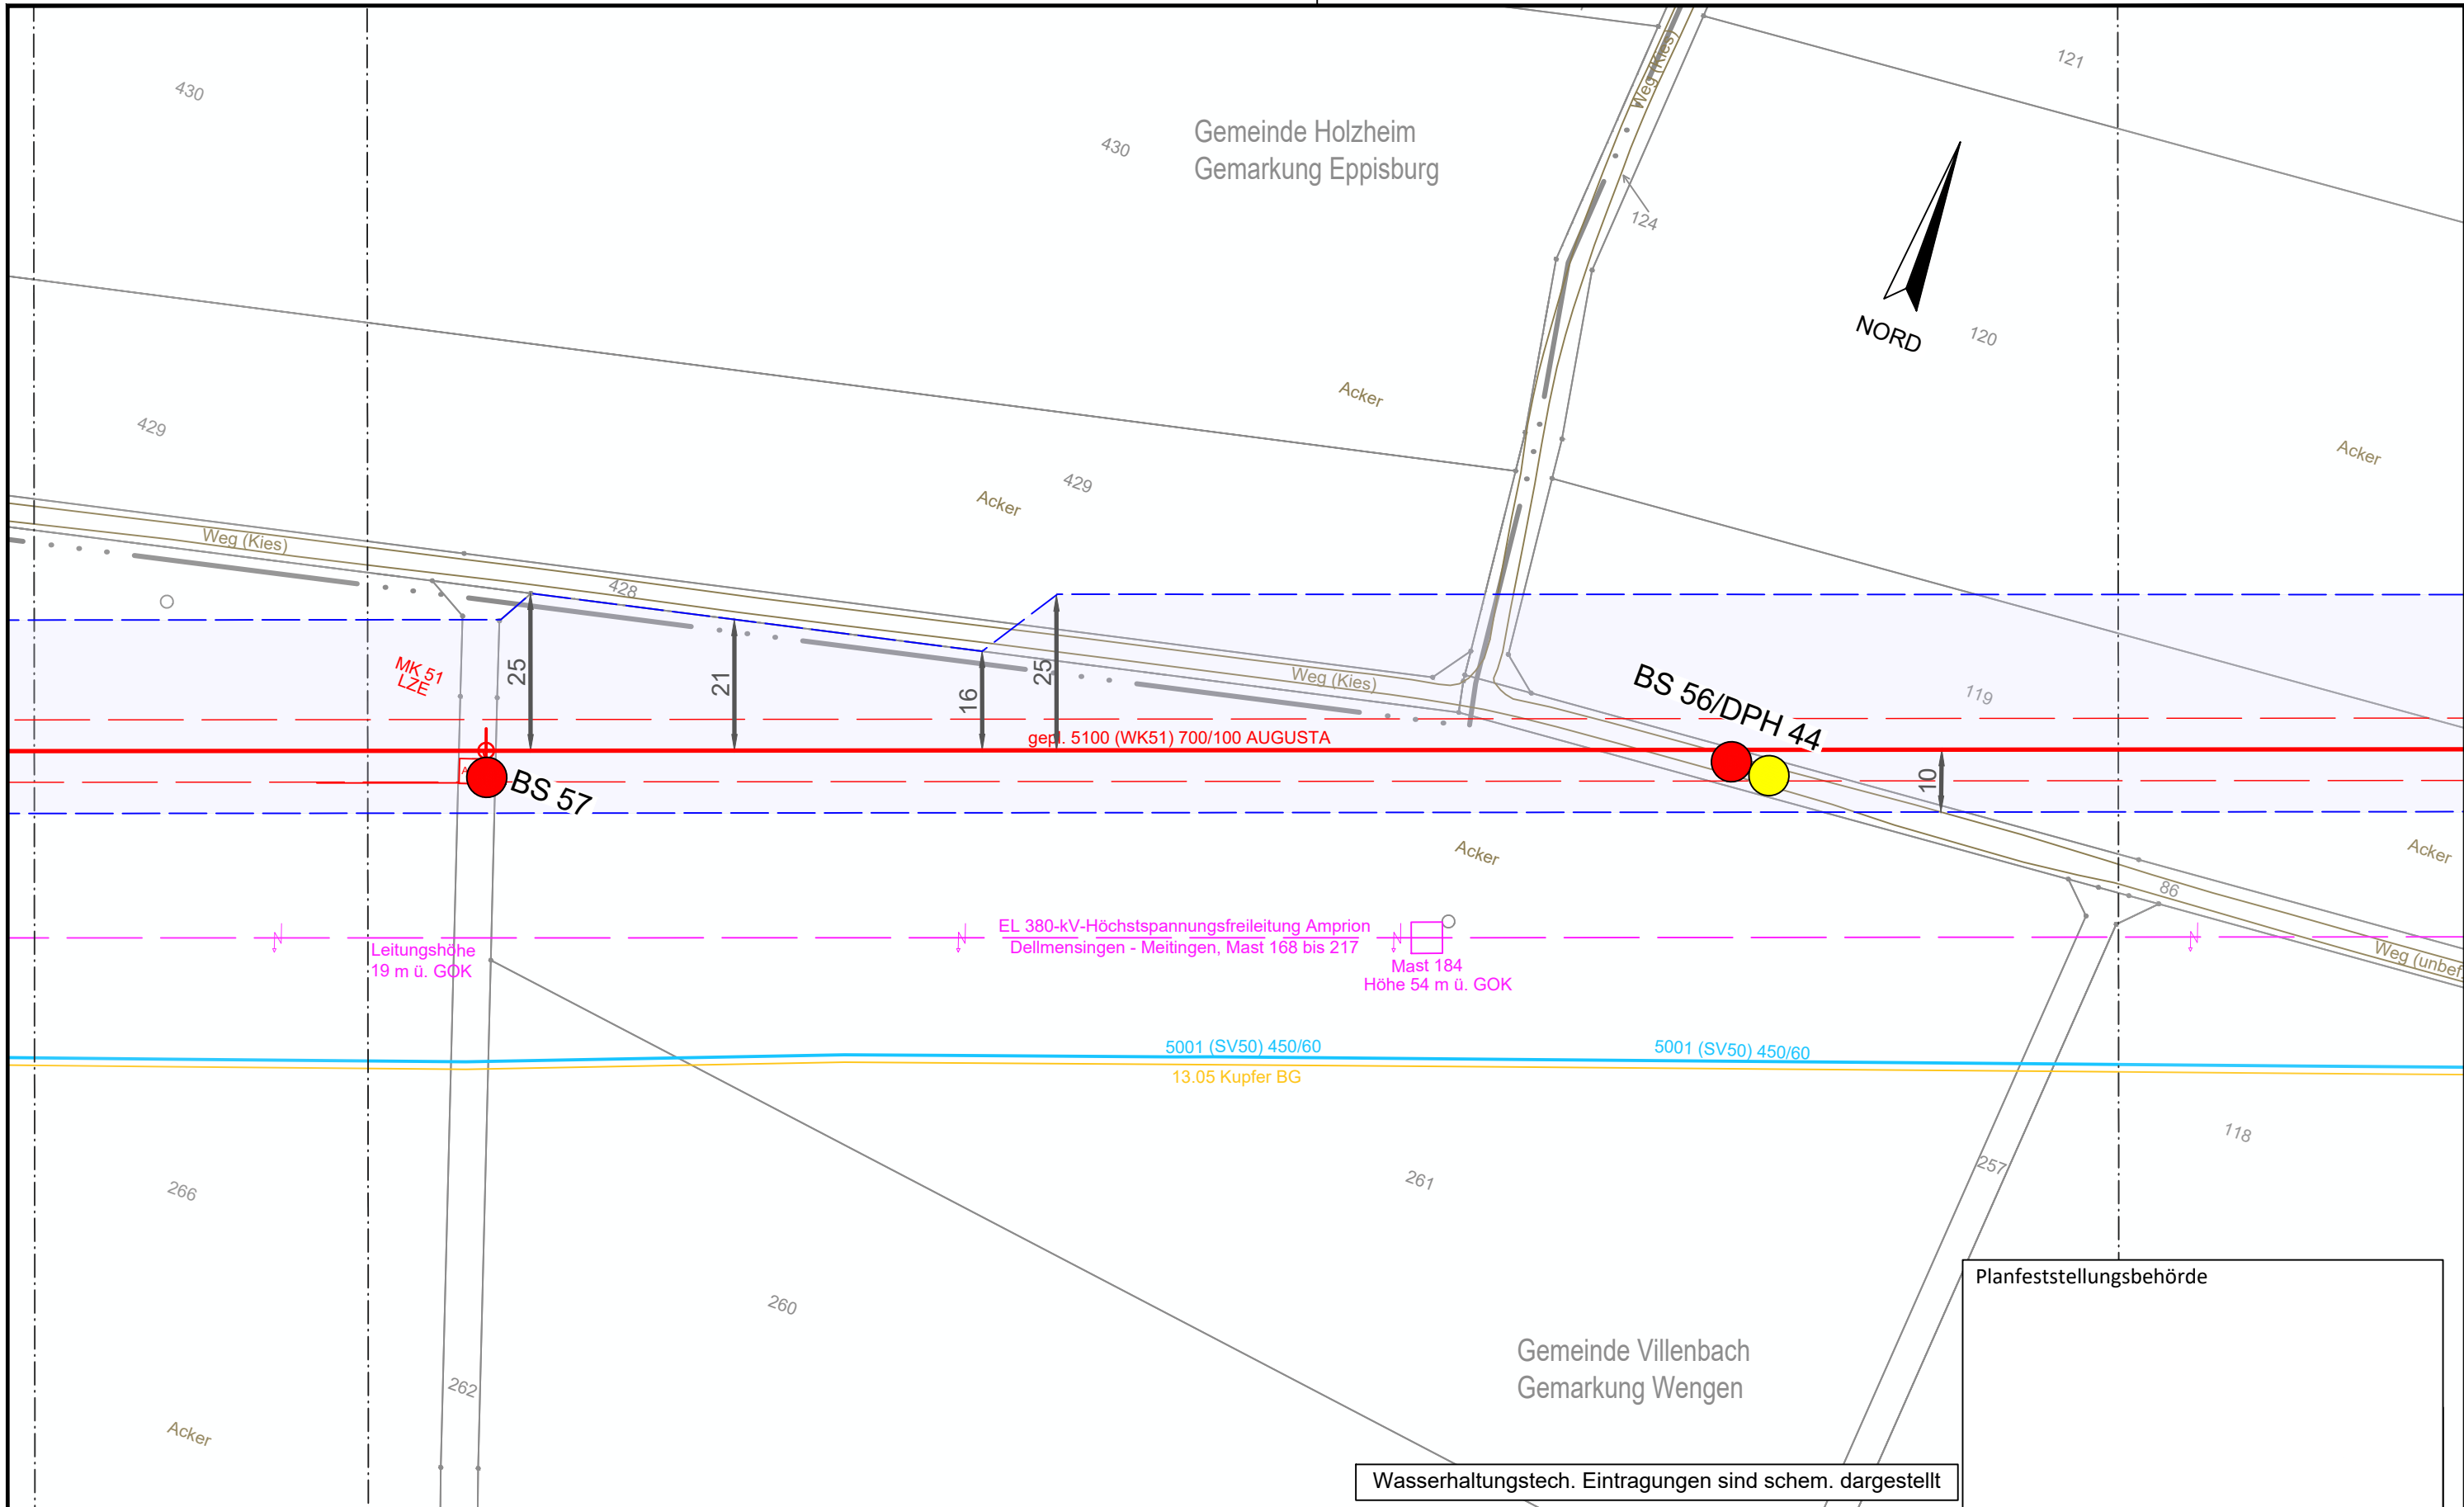 430
430
Gemeinde Holzheim
Gemarkung Eppisburg
Weg (Kies)
121
124
NORD
120
Acker
Acker
429
429
Acker
Weg (Kies)
428
MK 51
LZE
25
21
16
25
Weg (Kies)
BS 56/DPH 44
119
gepl. 5100 (WK51) 700/100 AUGUSTA
BS 57
10
Acker
Acker
86
EL 380-kV-Höchstspannungsfreileitung Amprion
Dellmensingen - Meitingen, Mast 168 bis 217
Leitungshöhe
19 m ü. GOK
Mast 184
Höhe 54 m ü. GOK
Weg (unbef.
5001 (SV50) 450/60
5001 (SV50) 450/60
13.05 Kupfer BG
118
257
261
266
260
262
Acker
Planfeststellungsbehörde
Gemeinde Villenbach
Gemarkung Wengen
Wasserhaltungstech. Eintragungen sind schem. dargestellt